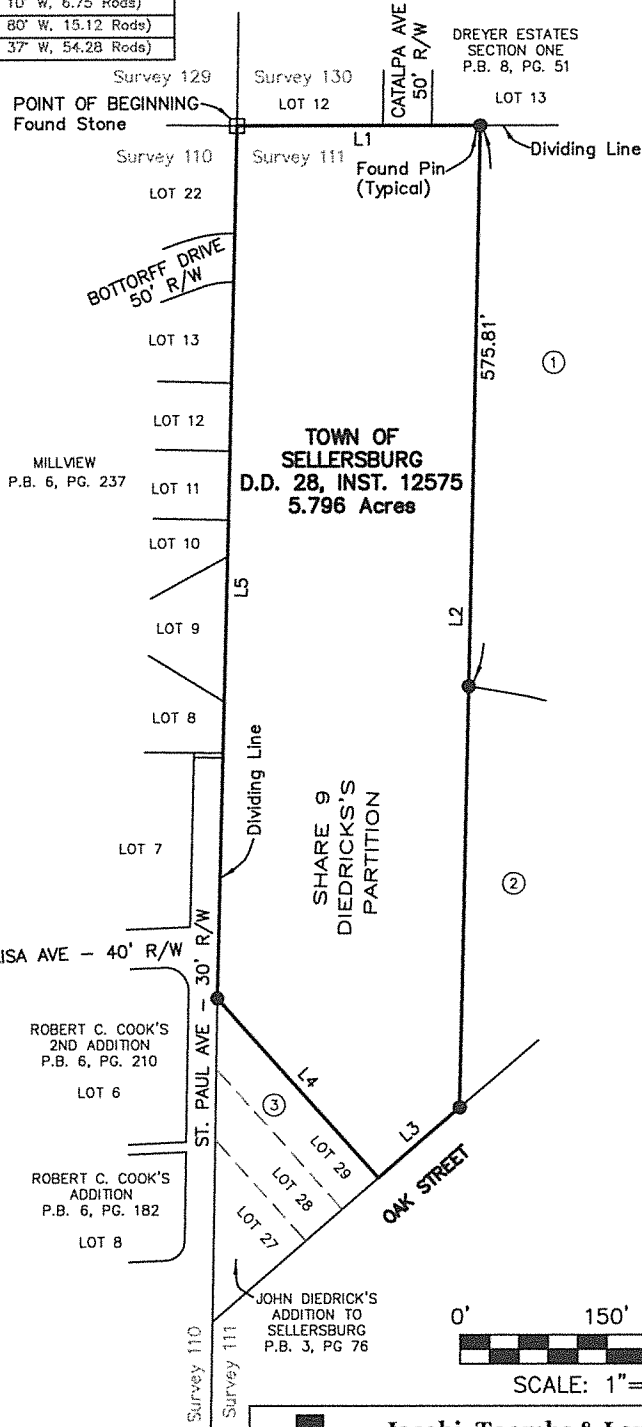 10' W, 6.75 Rods)
80' W, 15.12 Rods)
37' W, 54.28 Rods)
DREYER ESTATES
SECTION ONE
P.B. 8, PG. 51
LOT 13
CATALPA AVE
50' R/W
Survey 129
Survey 130
LOT 12
POINT OF BEGINNING
Found Stone
L1
Dividing Line
Survey 110
Survey 111
Found Pin
(Typical)
LOT 22
BOTTORFF DRIVE
50' R/W
LOT 13
575.81'
1
LOT 12
TOWN OF
SELLERSBURG
D.D. 28, INST. 12575
5.796 Acres
MILLVIEW
P.B. 6, PG. 237
LOT 11
LOT 10
L5
L2
LOT 9
LOT 8
Dividing Line
SHARE 9
DIEDRICKS'S
PARTITION
LOT 7
2
ISA AVE - 40' R/W
ST. PAUL AVE - 30' R/W
ROBERT C. COOK'S
2ND ADDITION
P.B. 6, PG. 210
LOT 6
L4
3
L3
LOT 29
LOT 28
LOT 27
OAK STREET
ROBERT C. COOK'S
ADDITION
P.B. 6, PG. 182
LOT 8
JOHN DIEDRICK'S
ADDITION TO
SELLERSBURG
P.B. 3, PG 76
Survey 110
Survey 111
0'
150'
SCALE: 1"=